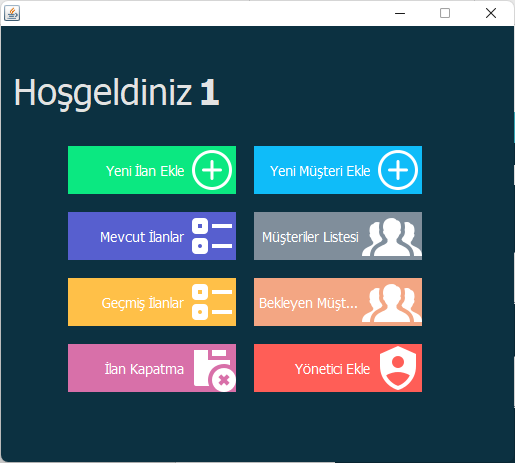 Hoşgeldiniz 1
Yeni İlan Ekle
Yeni Müşteri Ekle
Mevcut İlanlar
Müşteriler Listesi
Geçmiş İlanlar
Bekleyen Müşt...
İlan Kapatma
Yönetici Ekle